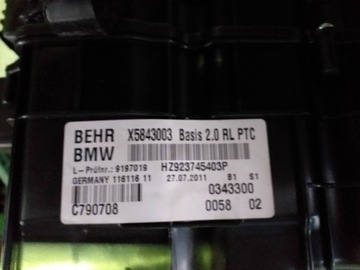 BEHR X5843003 Basis 2.0 RL PTC
BMW
L-Prüfnr.: 9197019 HZ923745403P
GERMANY 116116 11 27.07.2011 B1 S1
0343300
C790708 0058 02